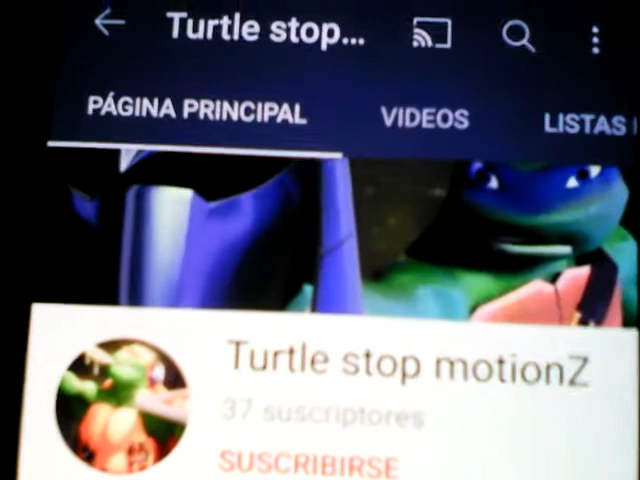 Turtle stop...
PÁGINA PRINCIPAL VIDEOS LISTAS
Turtle stop motionZ
37 suscriptores
SUSCRIBIRSE